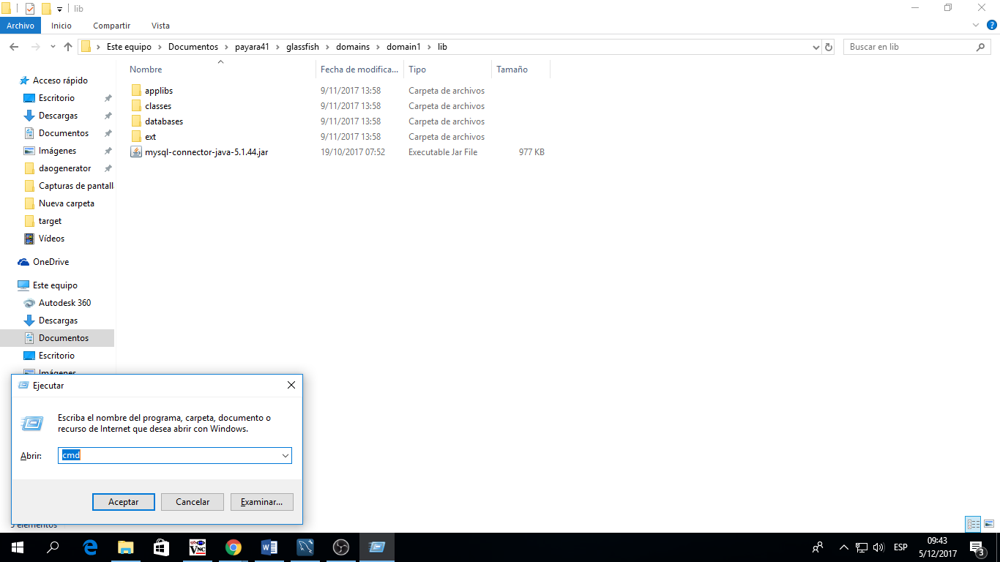 lib
Archivo Inicio Compartir Vista
Este equipo Documentos payara41 glassfish domains domain1 lib
Buscar en lib
Nombre Fecha de modifica... Tipo Tamaño
applibs 9/11/2017 13:58 Carpeta de archivos
classes 9/11/2017 13:58 Carpeta de archivos
databases 9/11/2017 13:58 Carpeta de archivos
ext 9/11/2017 13:58 Carpeta de archivos
mysql-connector-java-5.1.44.jar 19/10/2017 07:52 Executable Jar File 977 KB
Acceso rápido
Escritorio
Descargas
Documentos
Imágenes
daogenerator
Capturas de pantall
Nueva carpeta
target
Vídeos
OneDrive
Este equipo
Autodesk 360
Descargas
Documentos
Escritorio
Imágenes
Ejecutar
Escriba el nombre del programa, carpeta, documento o
recurso de Internet que desea abrir con Windows.
Abrir: cmd
Aceptar Cancelar Examinar...
5 elementos
VNC
ESP
09:43
5/12/2017
3